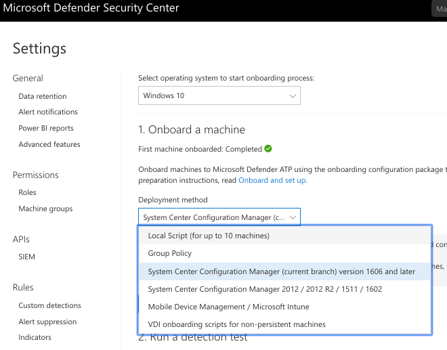 Microsoft Defender Security Center
Ma
Settings
General
Data retention
Alert notifications
Power BI reports
Advanced features
Permissions
Roles
Machine groups
APIs
SIEM
Rules
Custom detections
Alert suppression
Indicators
Select operating system to start onboarding process:
Windows 10
1. Onboard a machine
First machine onboarded: Completed
Onboard machines to Microsoft Defender ATP using the onboarding configuration package t
preparation instructions, read Onboard and set up.
Deployment method
System Center Configuration Manager (c...
Local Script (for up to 10 machines)
Group Policy
System Center Configuration Manager (current branch) version 1606 and later
System Center Configuration Manager 2012 / 2012 R2 / 1511 / 1602
Mobile Device Management / Microsoft Intune
VDI onboarding scripts for non-persistent machines
2. Run a detection test